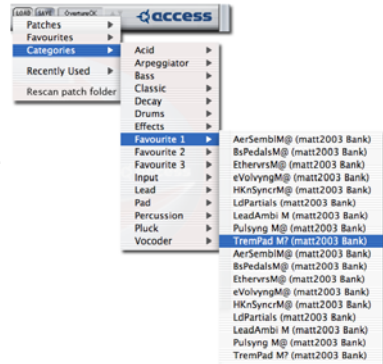 LOAD SAVE OvertureOC access
Patches
Favourites
Categories
Recently Used
Rescan patch folder
Acid
Arpeggiator
Bass
Classic
Decay
Drums
Effects
Favourite 1
Favourite 2
Favourite 3
Input
Lead
Pad
Percussion
Pluck
Vocoder
AerSemblM@ (matt2003 Bank)
BsPedalsM@ (matt2003 Bank)
EthervrsM@ (matt2003 Bank)
eVolvyngM@ (matt2003 Bank)
HKnSyncrM@ (matt2003 Bank)
LdPartials (matt2003 Bank)
LeadAmbi M (matt2003 Bank)
Pulsyng M@ (matt2003 Bank)
TremPad M? (matt2003 Bank)
AerSemblM@ (matt2003 Bank)
BsPedalsM@ (matt2003 Bank)
EthervrsM@ (matt2003 Bank)
eVolvyngM@ (matt2003 Bank)
HKnSyncrM@ (matt2003 Bank)
LdPartials (matt2003 Bank)
LeadAmbi M (matt2003 Bank)
Pulsyng M@ (matt2003 Bank)
TremPad M? (matt2003 Bank)